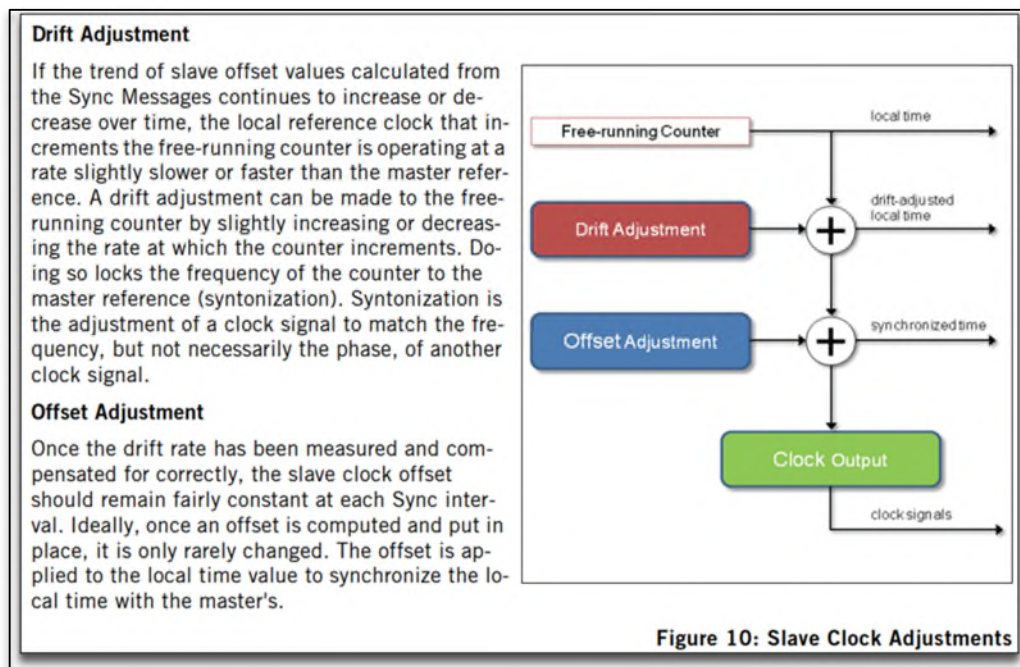 Drift Adjustment
If the trend of slave offset values calculated from
the Sync Messages continues to increase or de-
crease over time, the local reference clock that in-
crements the free-running counter is operating at a
rate slightly slower or faster than the master refer-
ence. A drift adjustment can be made to the free-
running counter by slightly increasing or decreas-
ing the rate at which the counter increments. Do-
ing so locks the frequency of the counter to the
master reference (syntonization). Syntonization is
the adjustment of a clock signal to match the fre-
quency, but not necessarily the phase, of another
clock signal.
Offset Adjustment
Once the drift rate has been measured and com-
pensated for correctly, the slave clock offset
should remain fairly constant at each Sync inter-
val. Ideally, once an offset is computed and put in
place, it is only rarely changed. The offset is ap-
plied to the local time value to synchronize the lo-
cal time with the master's.
Free-running Counter
local time
Drift Adjustment
+
drift-adjusted
local time
Offset Adjustment
+
synchronized time
Clock Output
clock signals
Figure 10: Slave Clock Adjustments